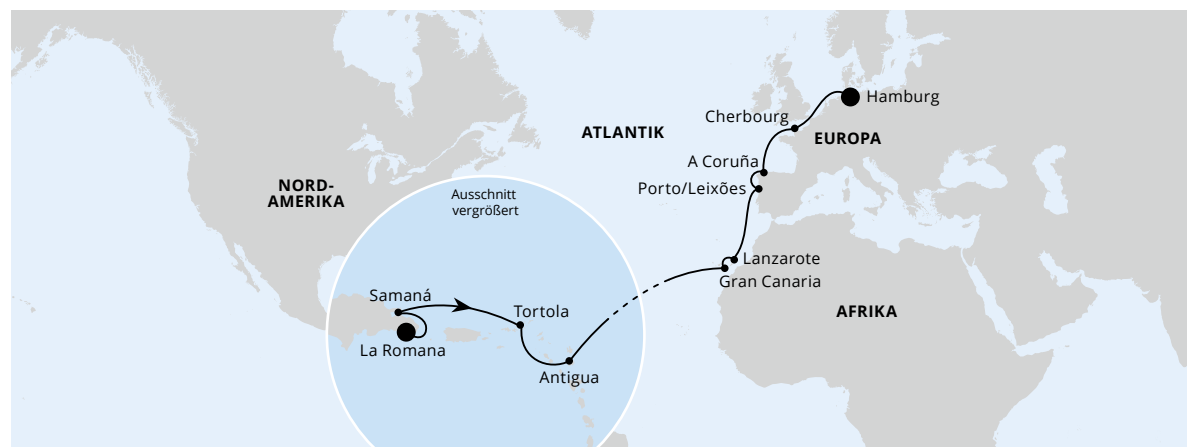 Hamburg
Cherbourg
ATLANTIK
EUROPA
A Coruña
Porto/Leixões
NORD-
AMERIKA
Ausschnitt
vergrößert
Lanzarote
Gran Canaria
Samaná
Tortola
AFRIKA
La Romana
Antigua